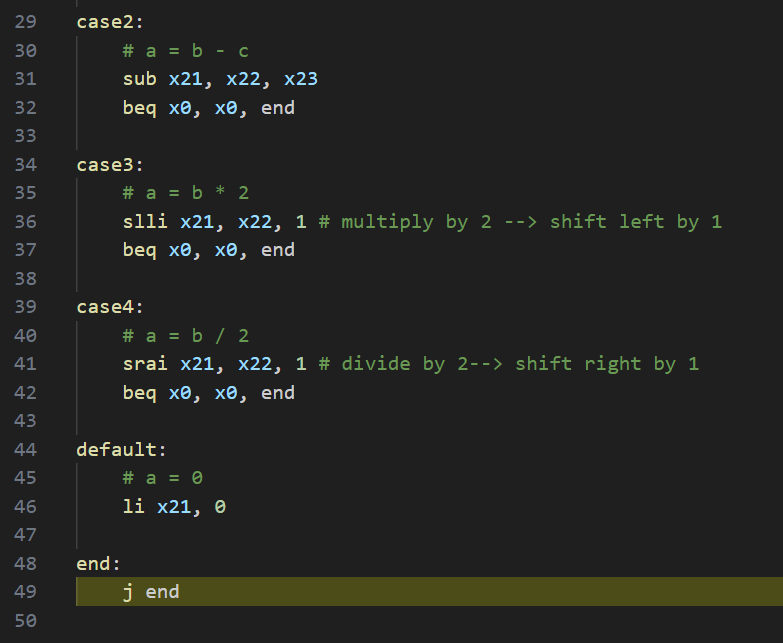 29 case2:
30 # a = b - c
31 sub x21, x22, x23
32 beq x0, x0, end
33
34 case3:
35 # a = b * 2
36 slli x21, x22, 1 # multiply by 2 --> shift left by 1
37 beq x0, x0, end
38
39 case4:
40 # a = b / 2
41 srai x21, x22, 1 # divide by 2--> shift right by 1
42 beq x0, x0, end
43
44 default:
45 # a = 0
46 li x21, 0
47
48 end:
49 j end
50